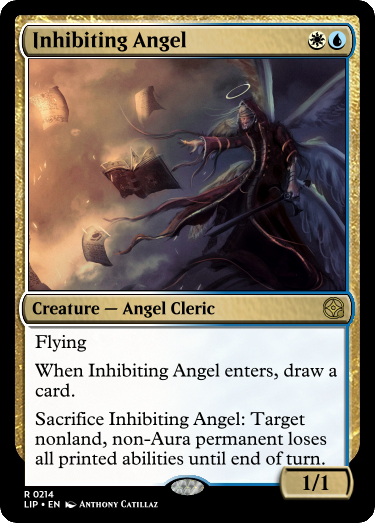 Inhibiting Angel
Creature — Angel Cleric
Flying
When Inhibiting Angel enters, draw a
card.
Sacrifice Inhibiting Angel: Target
nonland, non-Aura permanent loses
all printed abilities until end of turn.
1/1
R 0214
LIP • EN Anthony Catillaz